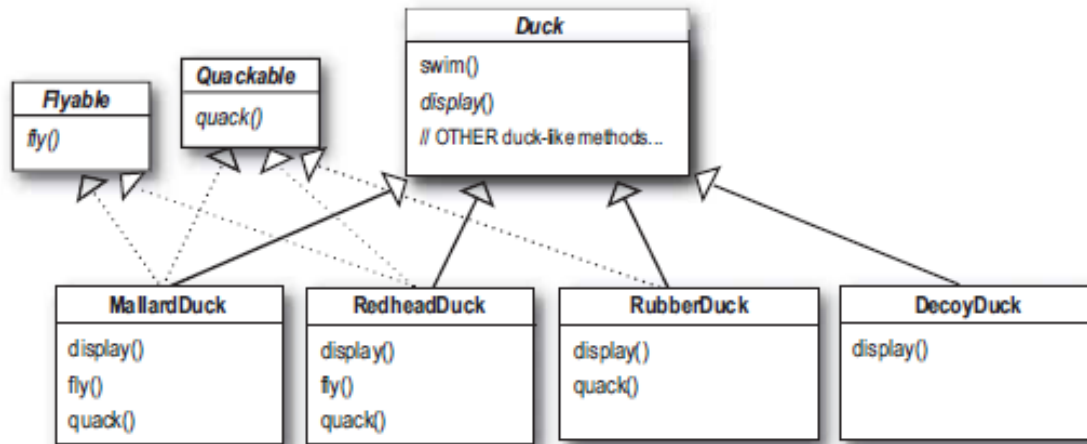 Duck
swim()
display()
// OTHER duck-like methods...
Quackable
quack()
Flyable
fly()
MallardDuck
display()
fly()
quack()
RedheadDuck
display()
fly()
quack()
RubberDuck
display()
quack()
DecoyDuck
display()